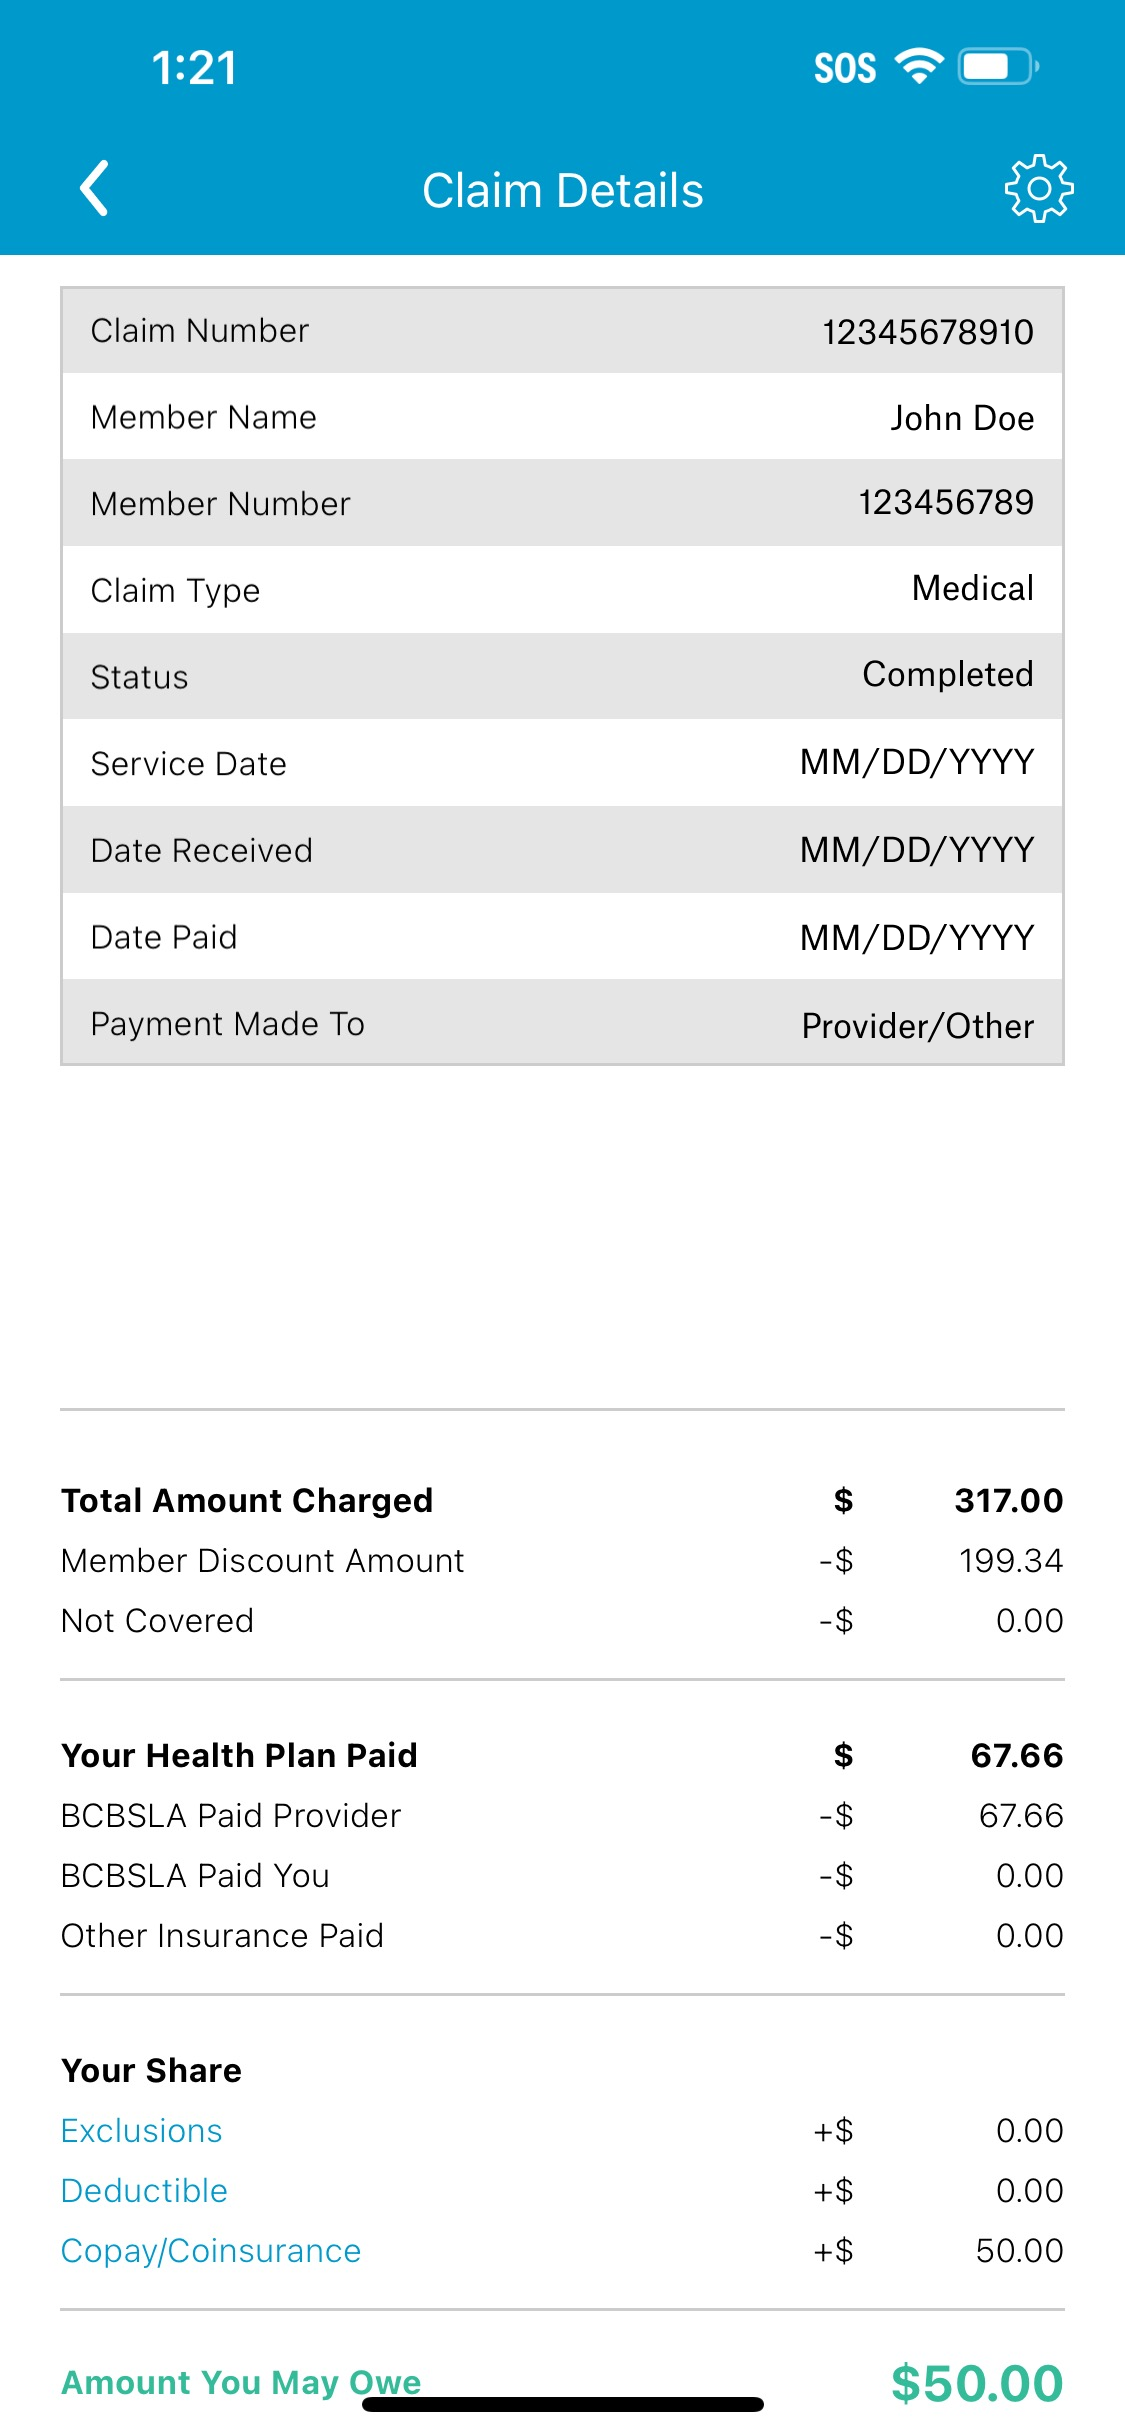 1:21 SOS
Claim Details
Claim Number 12345678910
Member Name John Doe
Member Number 123456789
Claim Type Medical
Status Completed
Service Date MM/DD/YYYY
Date Received MM/DD/YYYY
Date Paid MM/DD/YYYY
Payment Made To Provider/Other
Total Amount Charged $ 317.00
Member Discount Amount -$ 199.34
Not Covered -$ 0.00
Your Health Plan Paid $ 67.66
BCBSLA Paid Provider -$ 67.66
BCBSLA Paid You -$ 0.00
Other Insurance Paid -$ 0.00
Your Share
Exclusions +$ 0.00
Deductible +$ 0.00
Copay/Coinsurance +$ 50.00
Amount You May Owe $50.00